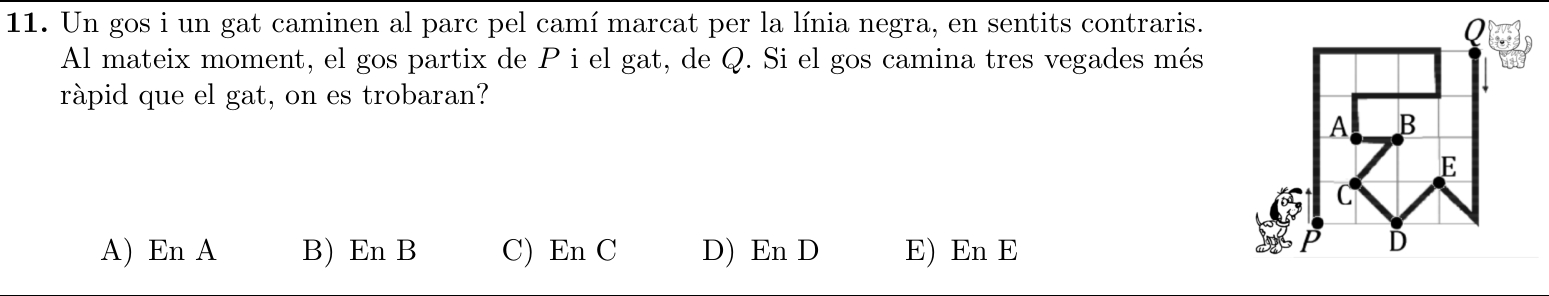 11. Un gos i un gat caminen al parc pel camí marcat per la línia negra, en sentits contraris.
Al mateix moment, el gos partix de P i el gat, de Q. Si el gos camina tres vegades més
ràpid que el gat, on es trobaran?
Q
A B
E
C
P D
A) En A B) En B C) En C D) En D E) En E